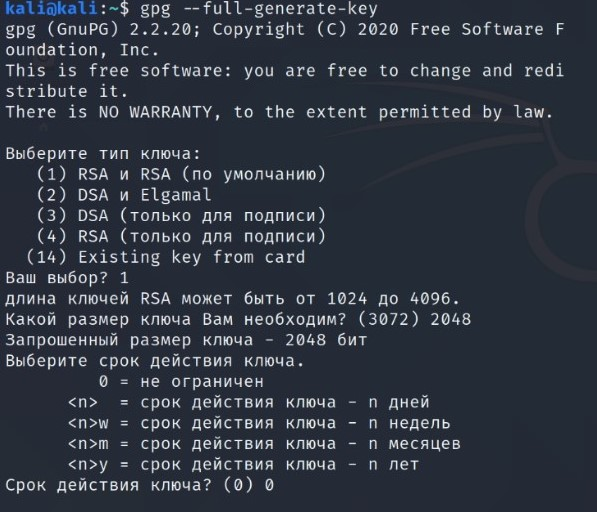 kali@kali:~$ gpg --full-generate-key
gpg (GnuPG) 2.2.20; Copyright (C) 2020 Free Software F
oundation, Inc.
This is free software: you are free to change and redi
stribute it.
There is NO WARRANTY, to the extent permitted by law.

Выберите тип ключа:
   (1) RSA и RSA (по умолчанию)
   (2) DSA и Elgamal
   (3) DSA (только для подписи)
   (4) RSA (только для подписи)
  (14) Existing key from card
Ваш выбор? 1
длина ключей RSA может быть от 1024 до 4096.
Какой размер ключа Вам необходим? (3072) 2048
Запрошенный размер ключа - 2048 бит
Выберите срок действия ключа.
         0 = не ограничен
      <n>  = срок действия ключа - n дней
      <n>w = срок действия ключа - n недель
      <n>m = срок действия ключа - n месяцев
      <n>y = срок действия ключа - n лет
Срок действия ключа? (0) 0